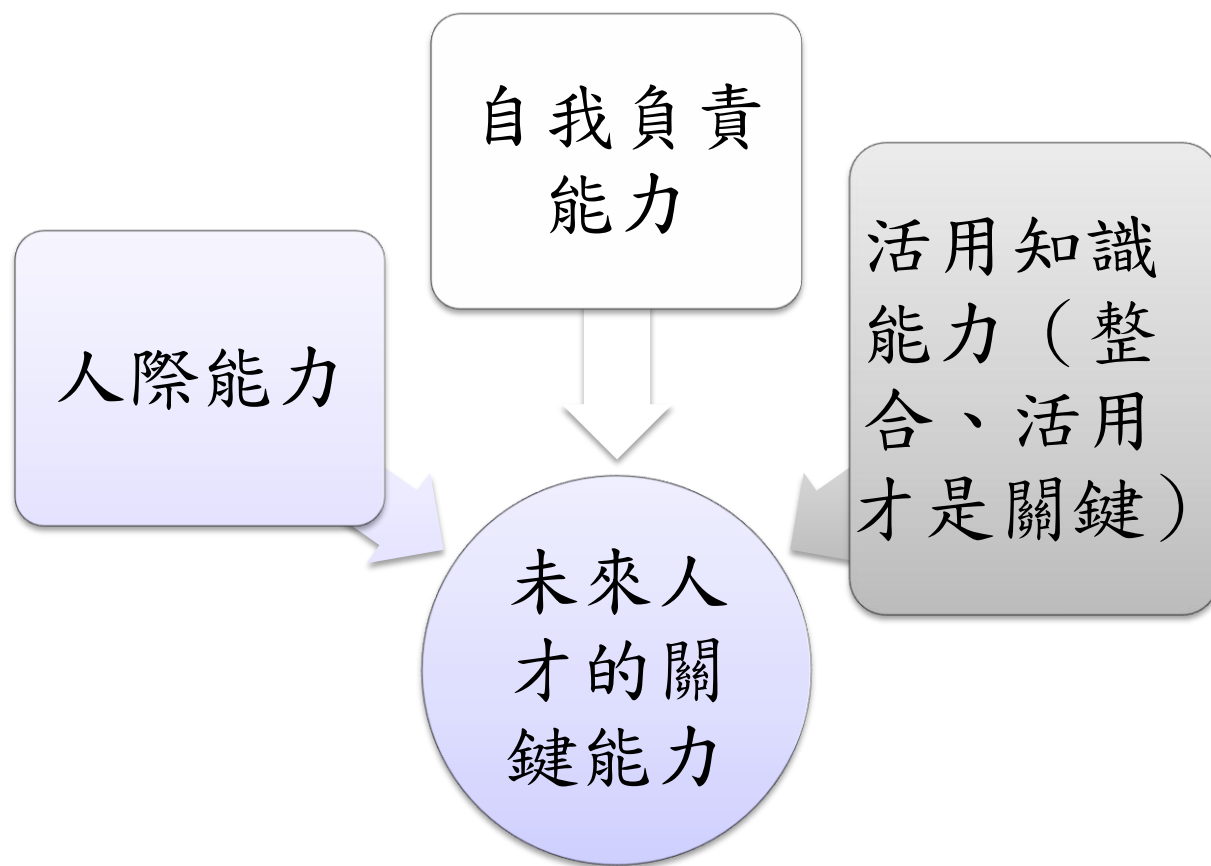 自我負責
能力
人際能力
活用知識
能力（整
合、活用
才是關鍵）
未來人
才的關
鍵能力